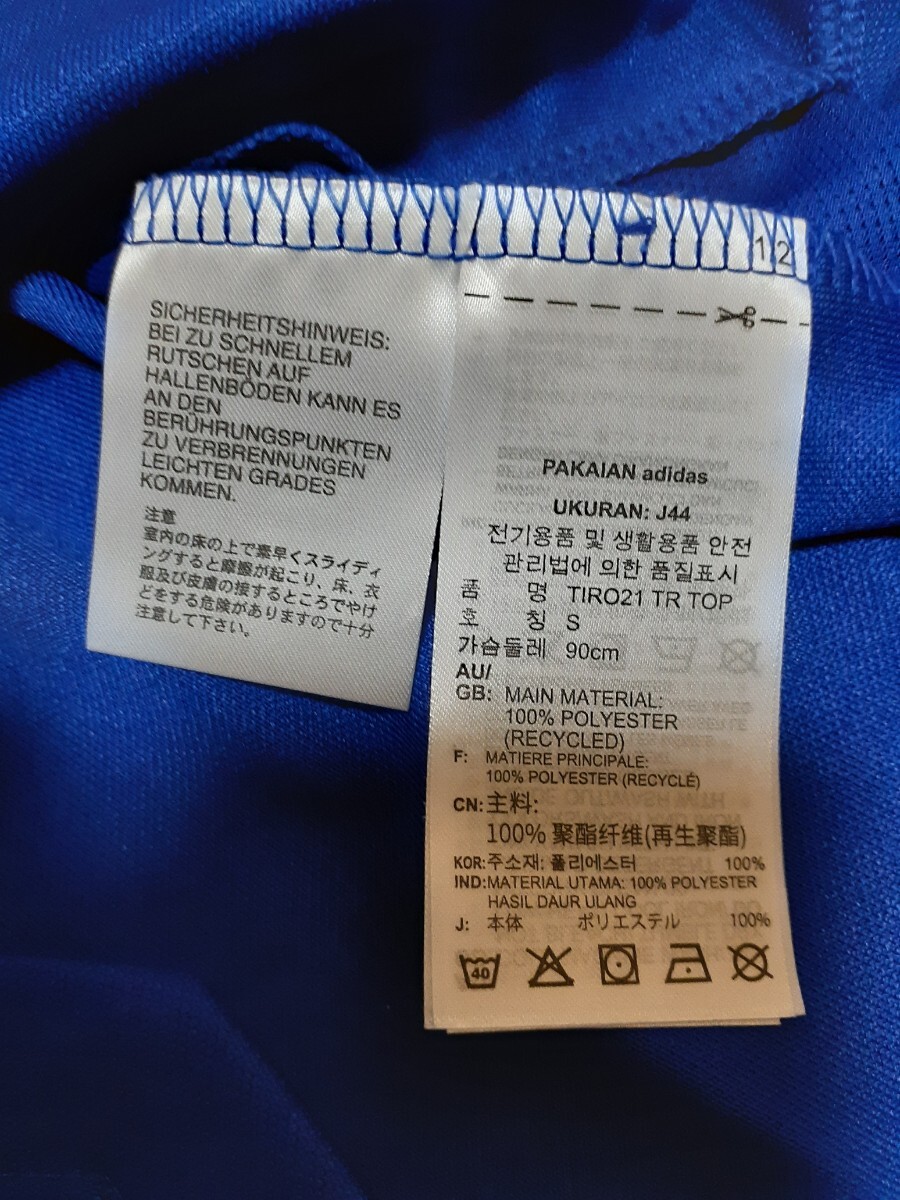 SICHERHEITSHINWEIS:
BEI ZU SCHNELLEM
RUTSCHEN AUF
HALLENBÖDEN KANN ES
AN DEN
BERÜHRUNGSPUNKTEN
ZU VERBRENNUNGEN
LEICHTEN GRADES
KOMMEN.
注意
室内の床の上で素早くスライディ
ングすると摩擦が起こり、床、衣
服及び皮膚の接するところでやけ
どをする危険がありますので十分
注意して下さい。
12
PAKAIAN adidas
UKURAN: J44
전기용품 및 생활용품 안전
관리법에 의한 품질표시
품 명 TIRO21 TR TOP
호 칭 S
가슴둘레 90cm
AU/
GB: MAIN MATERIAL:
100% POLYESTER
(RECYCLED)
F: MATIERE PRINCIPALE:
100% POLYESTER (RECYCLÉ)
CN: 主料:
100% 聚酯纤维(再生聚酯)
KOR: 주소재: 폴리에스터 100%
IND: MATERIAL UTAMA: 100% POLYESTER
HASIL DAUR ULANG
J: 本体 ポリエステル 100%
40